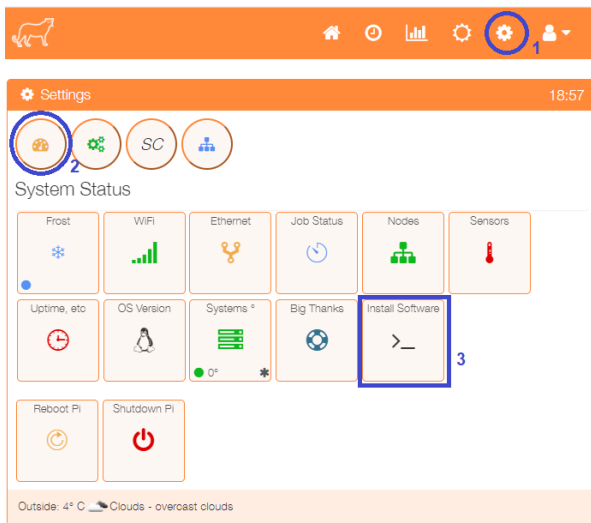 1
Settings 18:57
SC
2
System Status
Frost WiFi Ethernet Job Status Nodes Sensors
Uptime, etc OS Version Systems ° Big Thanks Install Software
>_
0° *
3
Reboot Pi Shutdown Pi
Outside: 4° C Clouds - overcast clouds